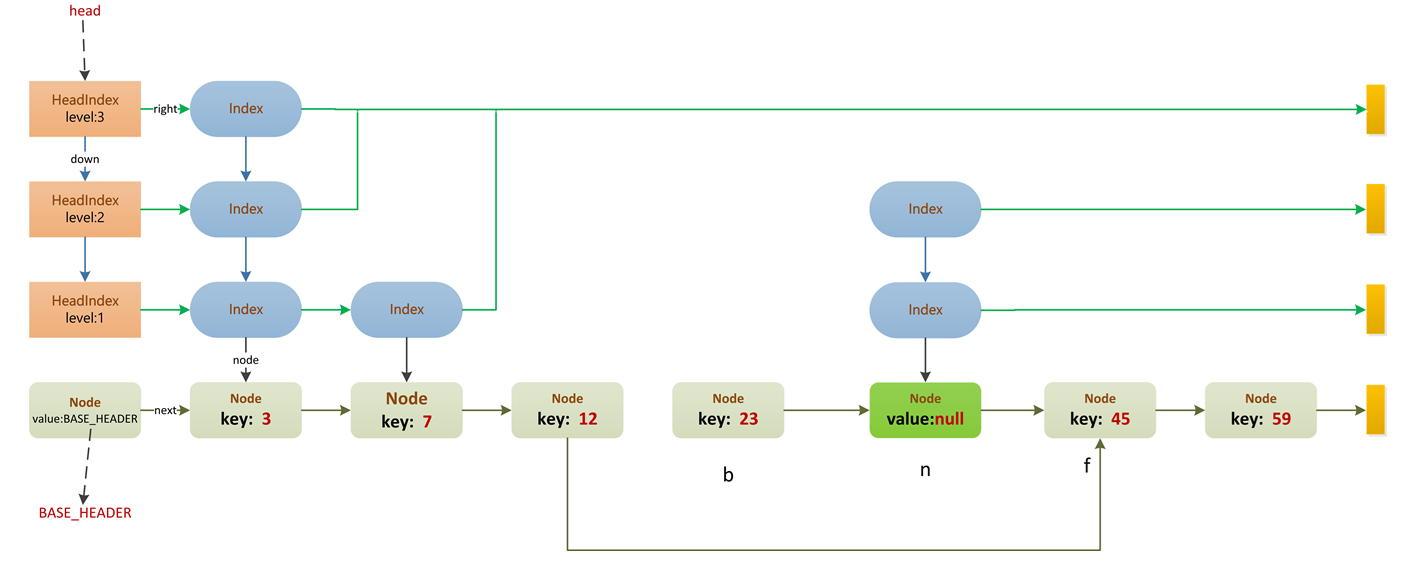 head
HeadIndex
level:3
right
Index
down
HeadIndex
level:2
Index
Index
HeadIndex
level:1
Index
Index
Index
node
Node
value:BASE_HEADER
next
Node
key: 3
Node
key: 7
Node
key: 12
Node
key: 23
Node
value:null
Node
key: 45
Node
key: 59
b
n
f
BASE_HEADER